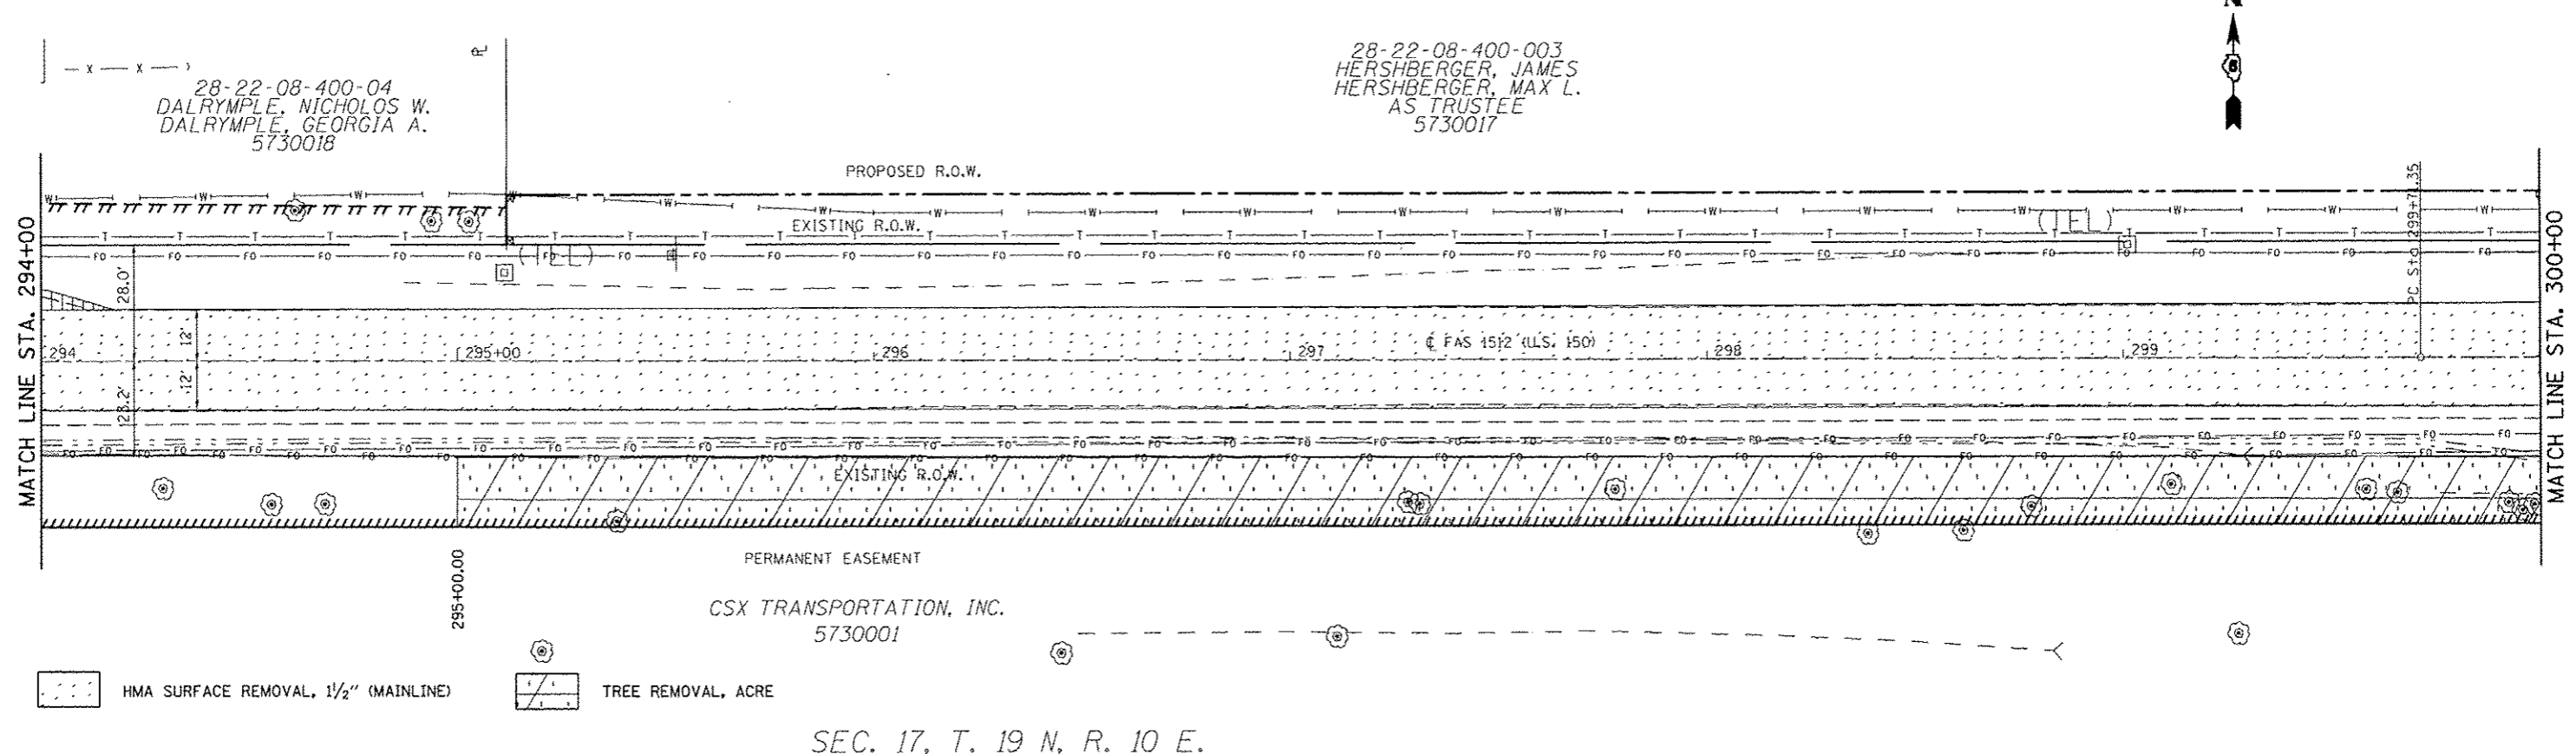 N
28-22-08-400-04
DALRYMPLE, NICHOLOS W.
DALRYMPLE, GEORGIA A.
5730018
28-22-08-400-003
HERSHBERGER, JAMES
HERSHBERGER, MAX L.
AS TRUSTEE
5730017
PROPOSED R.O.W.
EXISTING R.O.W.
(TEL)
(TEL)
MATCH LINE STA. 294+00
28.0'
12'
12'
28.2'
294
295+00
296
297
℄ FAS 1512 (U.S. 150)
298
299
PC Sta 299+71.35
MATCH LINE STA. 300+00
EXISTING R.O.W.
295+00.00
PERMANENT EASEMENT
CSX TRANSPORTATION, INC.
5730001
HMA SURFACE REMOVAL, 1½" (MAINLINE)
TREE REMOVAL, ACRE
SEC. 17, T. 19 N, R. 10 E.